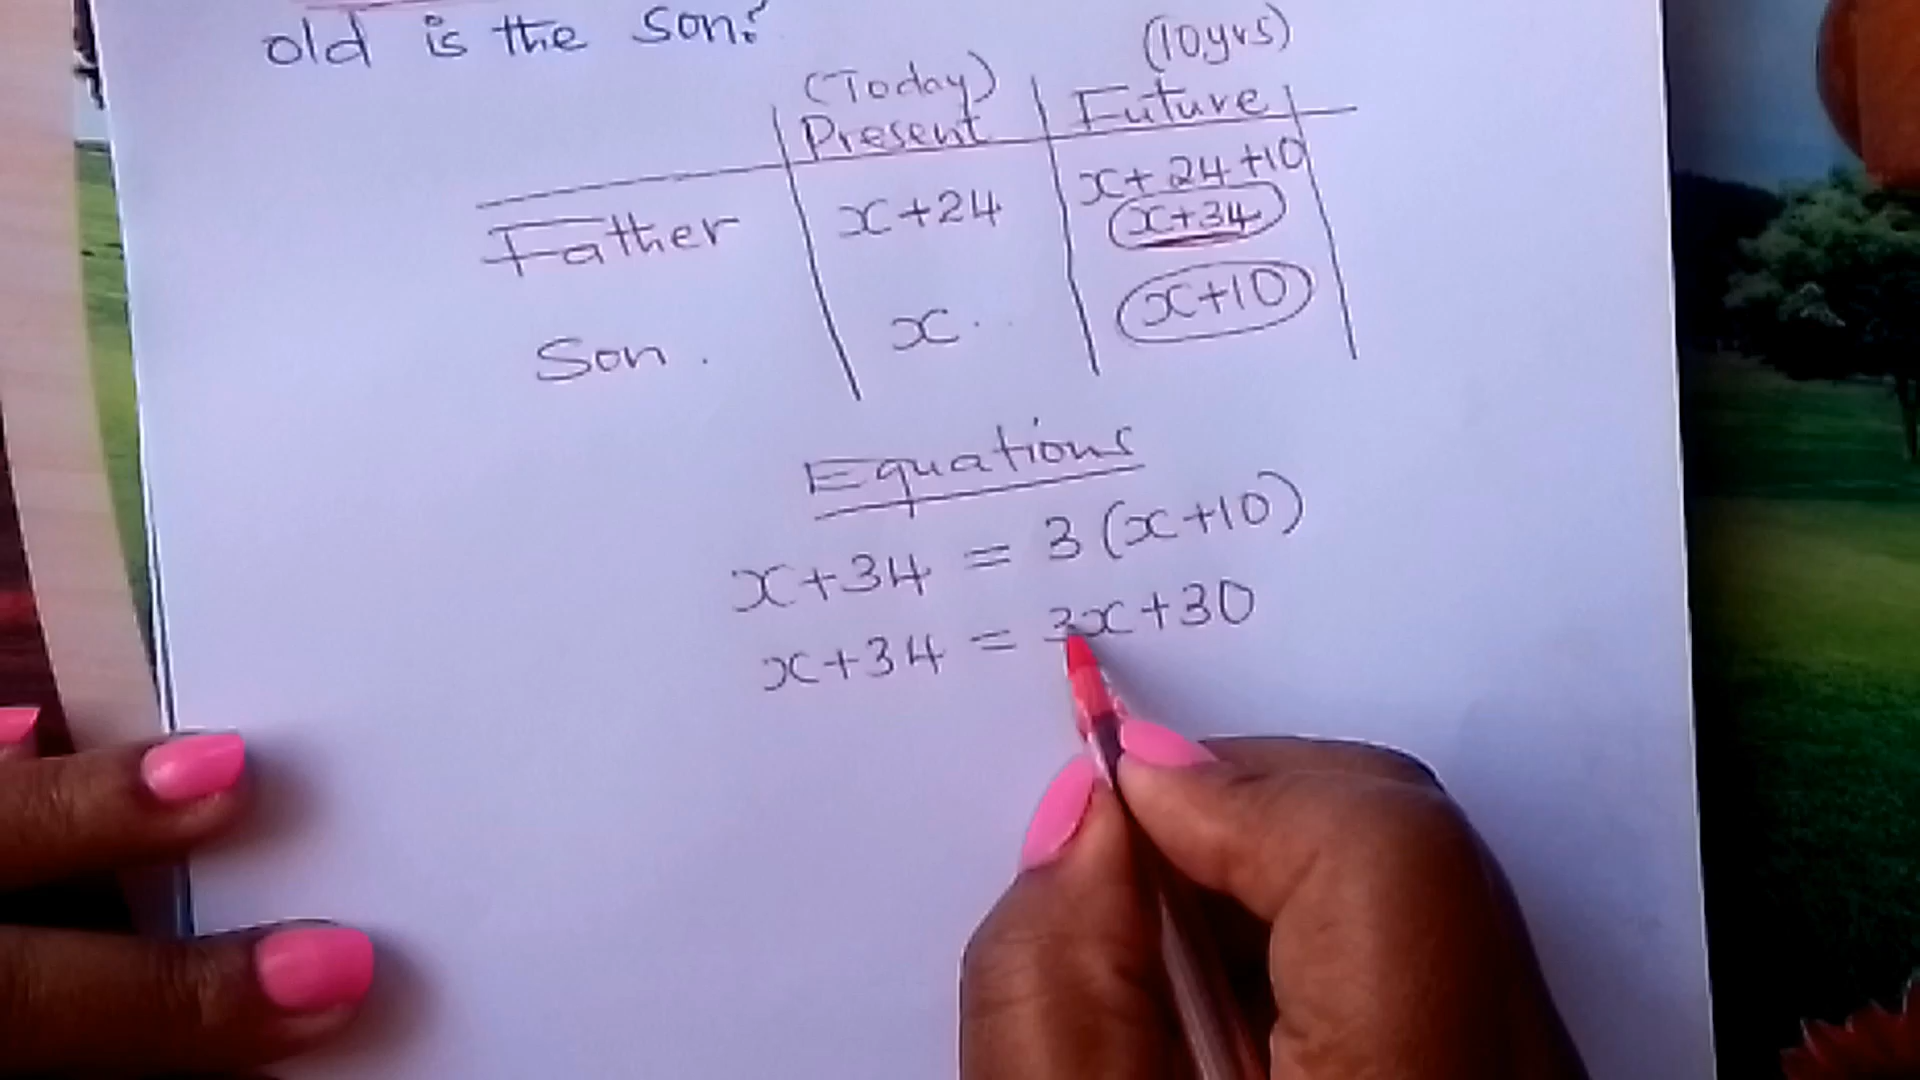 old is the son?
(Today) (10yrs)
Present Future
Father x+24 x+24+10
x+34
Son. x x+10
Equations
x+34 = 3(x+10)
x+34 = 3x+30